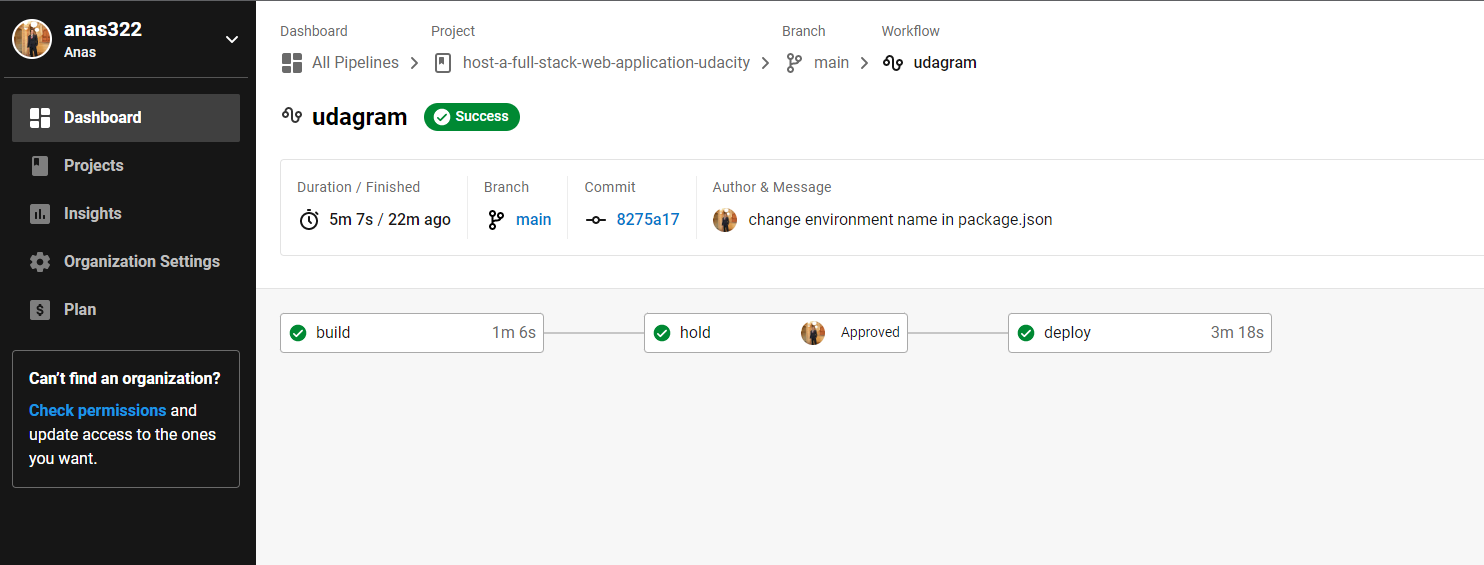 anas322
Anas
Dashboard
Projects
Insights
Organization Settings
$ Plan
Can't find an organization?
Check permissions and
update access to the ones
you want.
Dashboard Project Branch Workflow
All Pipelines host-a-full-stack-web-application-udacity main udagram
udagram Success
Duration / Finished Branch Commit Author & Message
5m 7s / 22m ago main 8275a17 change environment name in package.json
build 1m 6s hold Approved deploy 3m 18s